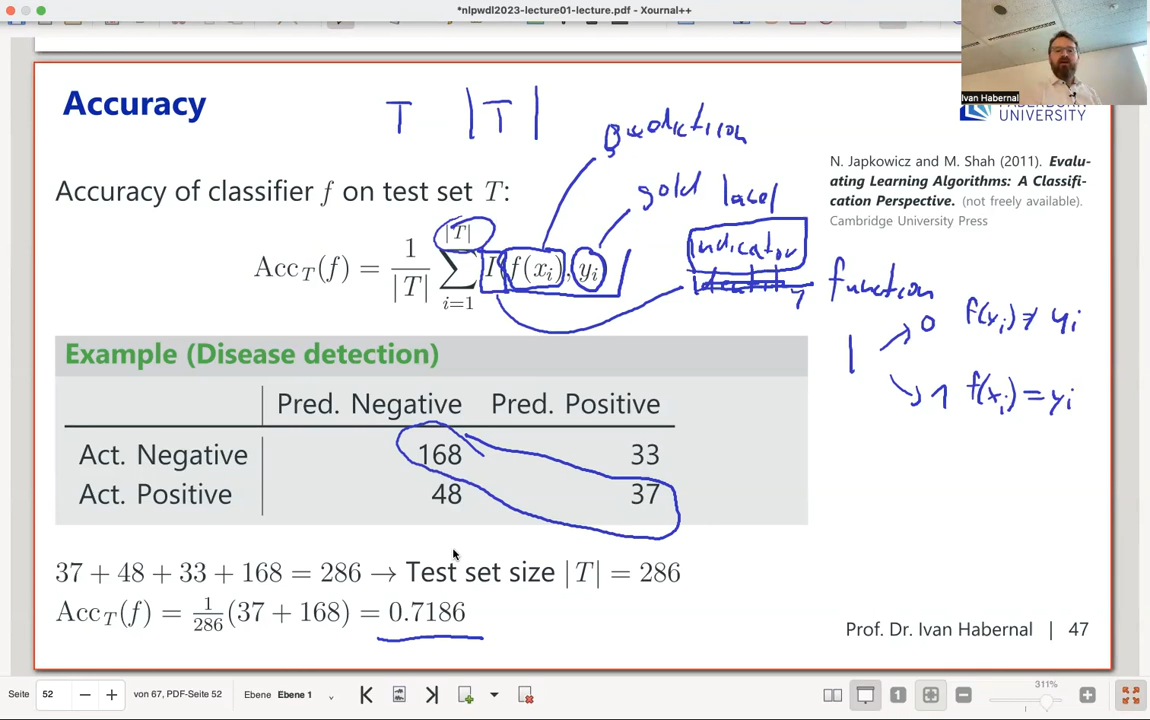 *nlpwdl2023-lecture01-lecture.pdf - Xournal++
Ivan Habernal
UNIVERSITY
Accuracy
T |T|
prediction
gold label
N. Japkowicz and M. Shah (2011). Evalu-
ating Learning Algorithms: A Classifi-
cation Perspective. (not freely available).
Cambridge University Press
Accuracy of classifier f on test set T:
Acc_T(f) = 1/|T| ∑_{i=1}^{|T|} I(f(x_i), y_i)
indicator
function
I
0 f(x_i) ≠ y_i
1 f(x_i) = y_i
Example (Disease detection)
Pred. Negative Pred. Positive
Act. Negative 168 33
Act. Positive 48 37
37 + 48 + 33 + 168 = 286 → Test set size |T| = 286
Acc_T(f) = 1/286 (37 + 168) = 0.7186
Prof. Dr. Ivan Habernal | 47
Seite 52 von 67, PDF-Seite 52 Ebene Ebene 1 311%